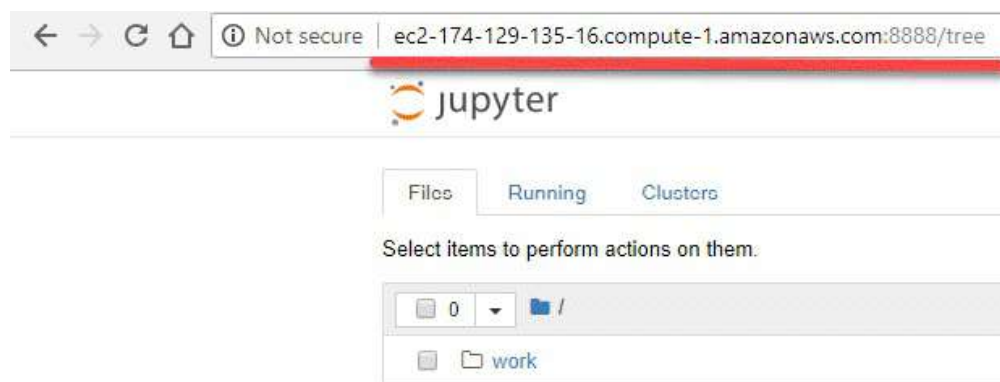 Not secure | ec2-174-129-135-16.compute-1.amazonaws.com:8888/tree
jupyter
Files Running Clusters
Select items to perform actions on them.
0 /
work